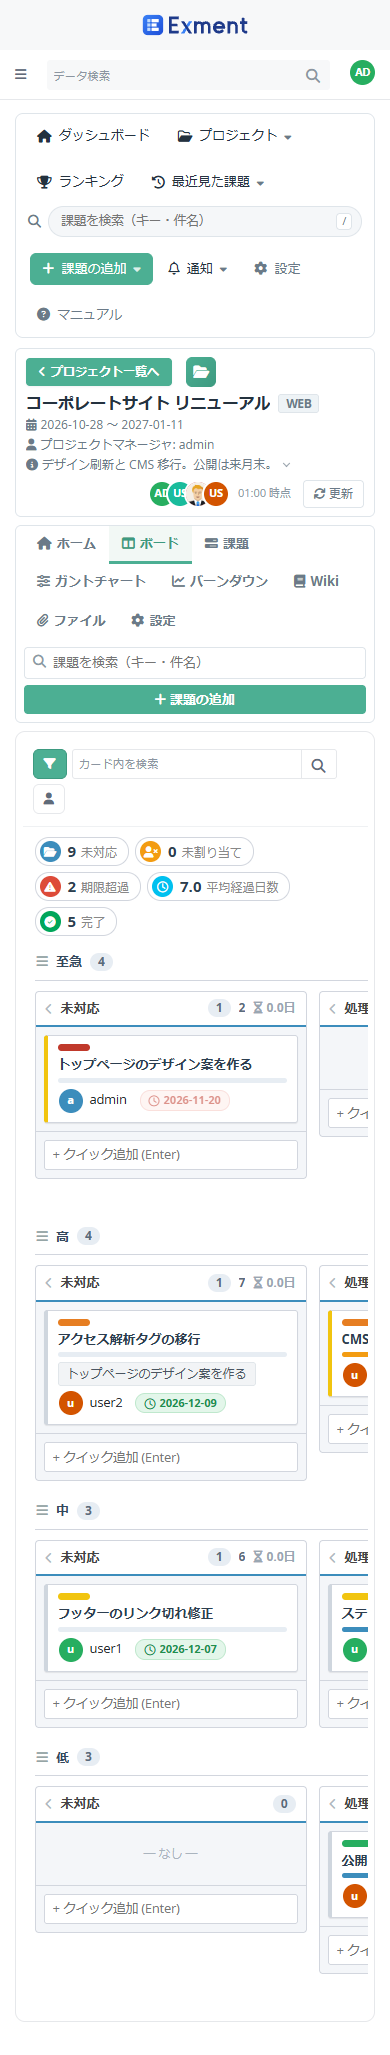 Exment
データ検索
AD
ダッシュボード
プロジェクト
ランキング
最近見た課題
課題を検索（キー・件名）
/
課題の追加
通知
設定
マニュアル
プロジェクト一覧へ
コーポレートサイト リニューアル WEB
2026-10-28 ～ 2027-01-11
プロジェクトマネージャ: admin
デザイン刷新と CMS 移行。公開は来月末。
US
01:00 時点
更新
ホーム
ボード
課題
ガントチャート
バーンダウン
Wiki
ファイル
設定
課題を検索（キー・件名）
+ 課題の追加
カード内を検索
9 未対応
0 未割り当て
2 期限超過
7.0 平均経過日数
5 完了
至急 4
未対応 1 2 0.0日
トップページのデザイン案を作る
a admin 2026-11-20
+ クイック追加 (Enter)
高 4
未対応 1 7 0.0日
アクセス解析タグの移行
トップページのデザイン案を作る
u user2 2026-12-09
+ クイック追加 (Enter)
CMS
u
中 3
未対応 1 6 0.0日
フッターのリンク切れ修正
u user1 2026-12-07
+ クイック追加 (Enter)
ステ
u
低 3
未対応 0
—なし—
+ クイック追加 (Enter)
公開
u